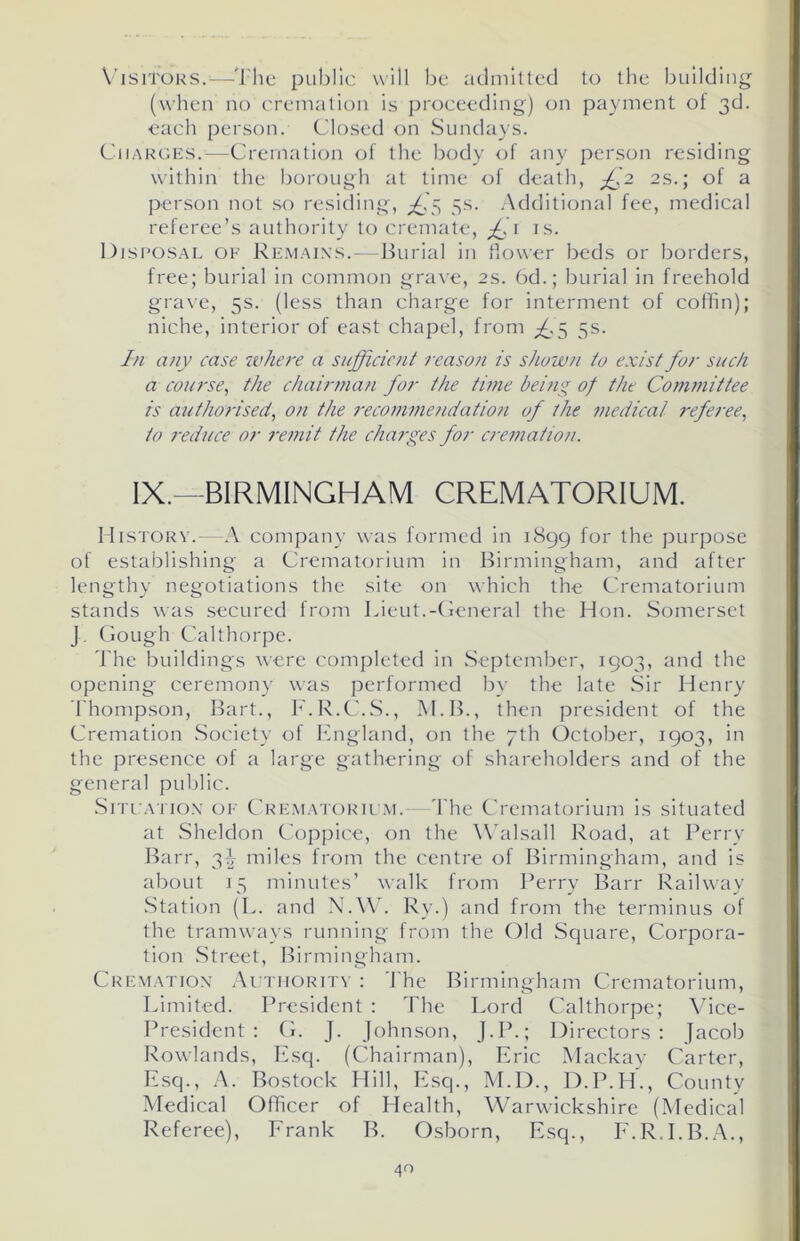 VISITORS.—The public will be admitted to the building
(when no cremation is proceeding) on payment of 3d.
each person. Closed on Sundays.
CHARGES.—Cremation of the body of any person residing
within the borough at time of death, £2 2s.; of a
person not so residing, £5 5s. Additional fee, medical
referee's authority to cremate, £1 1s.
DISPOSAL OF REMAINS.—Burial in flower beds or borders,
free; burial in common grave, 2s. 6d.; burial in freehold
grave, 5s. (less than charge for interment of coffin);
niche, interior of east chapel, from £5 5s.
In any case where a sufficient reason is shown to exist for such
a course, the chairman for the time being of the Committee
is authorised, on the recommendation of the medical referee,
to reduce or remit the charges for cremation.
IX.—BIRMINGHAM CREMATORIUM.
HISTORY.—A company was formed in 1899 for the purpose
of establishing a Crematorium in Birmingham, and after
lengthy negotiations the site on which the Crematorium
stands was secured from Lieut.-General the Hon. Somerset
J. Gough Calthorpe.
The buildings were completed in September, 1903, and the
opening ceremony was performed by the late Sir Henry
Thompson, Bart., F.R.C.S., M.B., then president of the
Cremation Society of England, on the 7th October, 1903, in
the presence of a large gathering of shareholders and of the
general public.
SITUATION OF CREMATORIUM.—The Crematorium is situated
at Sheldon Coppice, on the Walsall Road, at Perry
Barr, 3½ miles from the centre of Birmingham, and is
about 15 minutes' walk from Perry Barr Railway
Station (L. and N.W. Ry.) and from the terminus of
the tramways running from the Old Square, Corpora-
tion Street, Birmingham.
CREMATION AUTHORITY : The Birmingham Crematorium,
Limited. President : The Lord Calthorpe; Vice-
President : G. J. Johnson, J.P.; Directors : Jacob
Rowlands, Esq. (Chairman), Eric Mackay Carter,
Esq., A. Bostock Hill, Esq., M.D., D.P.H., County
Medical Officer of Health, Warwickshire (Medical
Referee), Frank B. Osborn, Esq., F.R.I.B.A.,
40